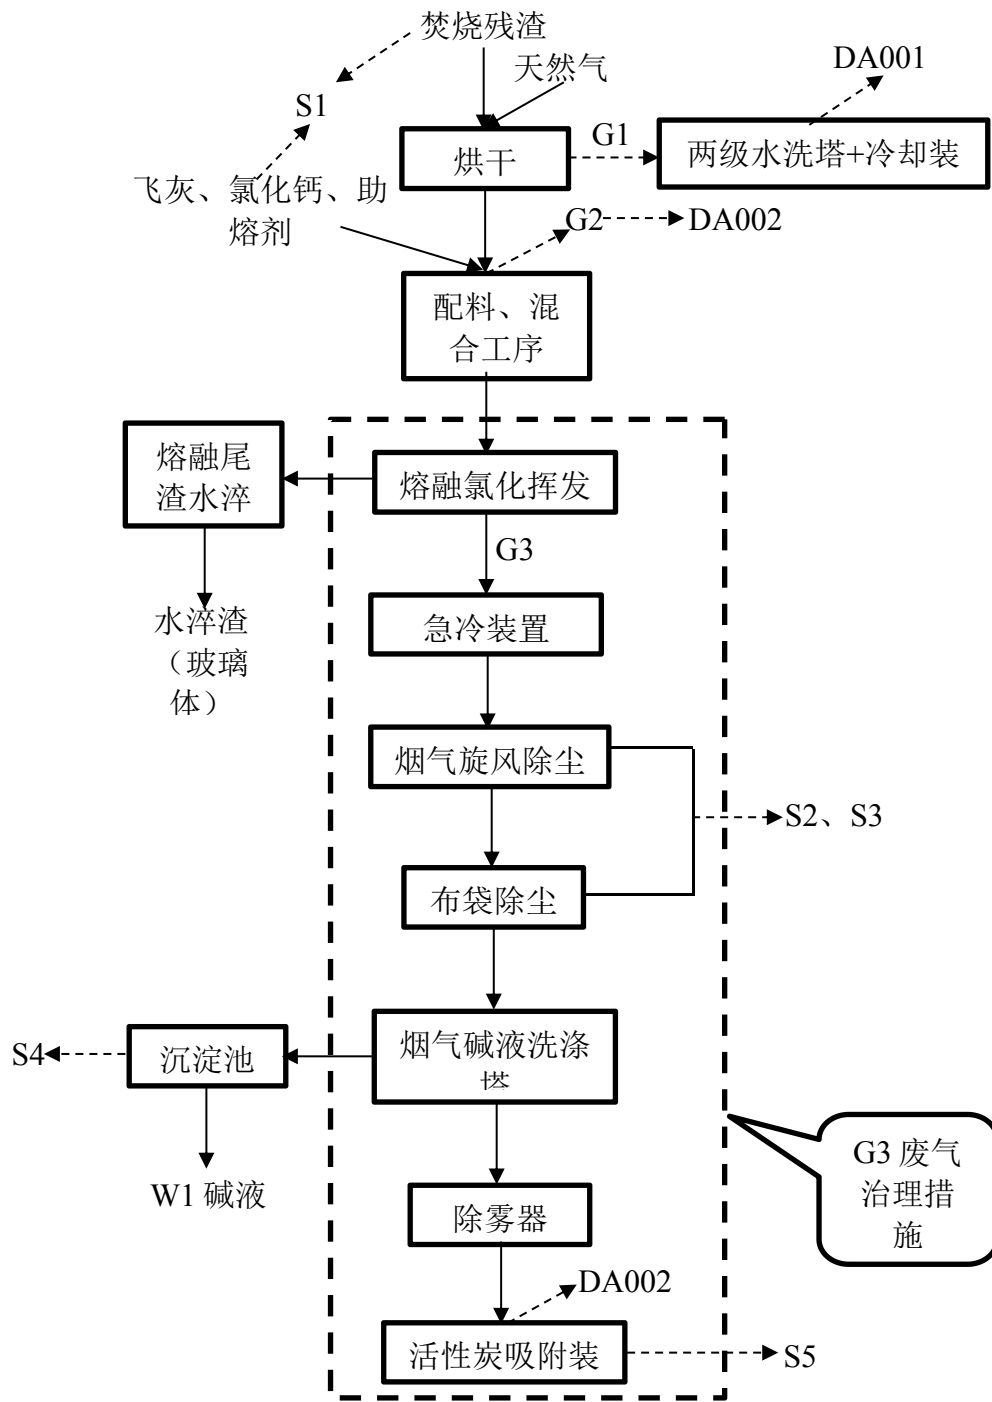 焚烧残渣
天然气
DA001
S1
G1
烘干
两级水洗塔+冷却装
飞灰、氯化钙、助
熔剂
G2
DA002
配料、混
合工序
熔融尾
渣水淬
熔融氯化挥发
G3
水淬渣
（玻璃
体）
急冷装置
烟气旋风除尘
S2、S3
布袋除尘
S4
沉淀池
烟气碱液洗涤
塔
W1 碱液
G3 废气
治理措
施
除雾器
DA002
活性炭吸附装
S5